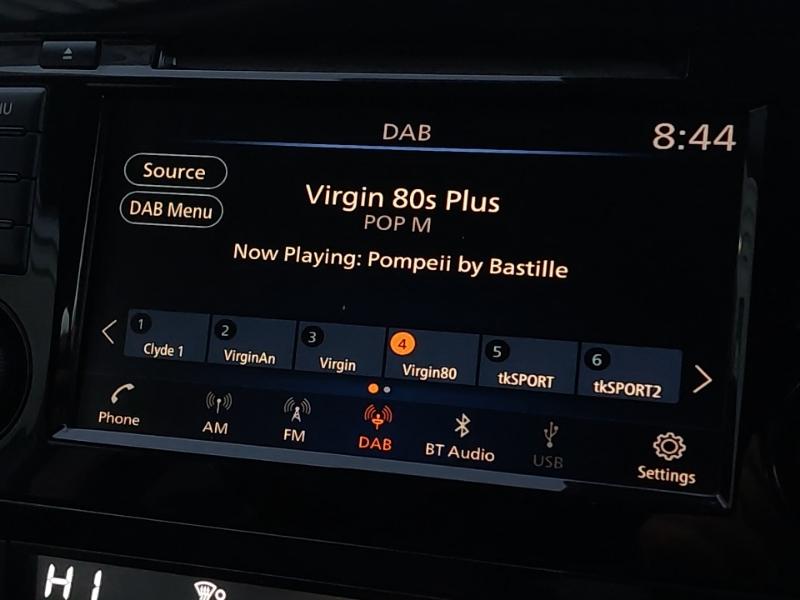 DAB
8:44
Source
Virgin 80s Plus
DAB Menu
POP M
Now Playing: Pompeii by Bastille
1 Clyde 1
2 VirginAn
3 Virgin
4 Virgin80
5 tkSPORT
6 tkSPORT2
Phone
AM
FM
DAB
BT Audio
USB
Settings
HI